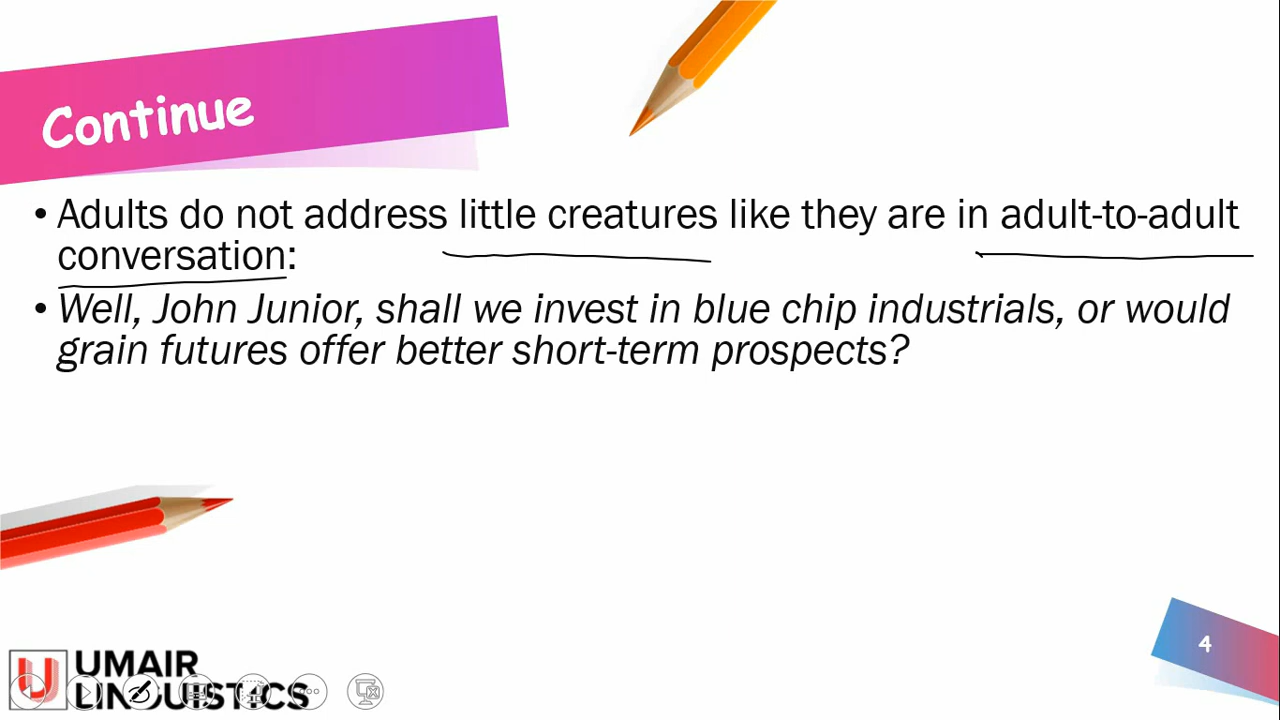 Continue
• Adults do not address little creatures like they are in adult-to-adult
conversation:
• Well, John Junior, shall we invest in blue chip industrials, or would
grain futures offer better short-term prospects?
4
U UMAIR
LINGUISTICS